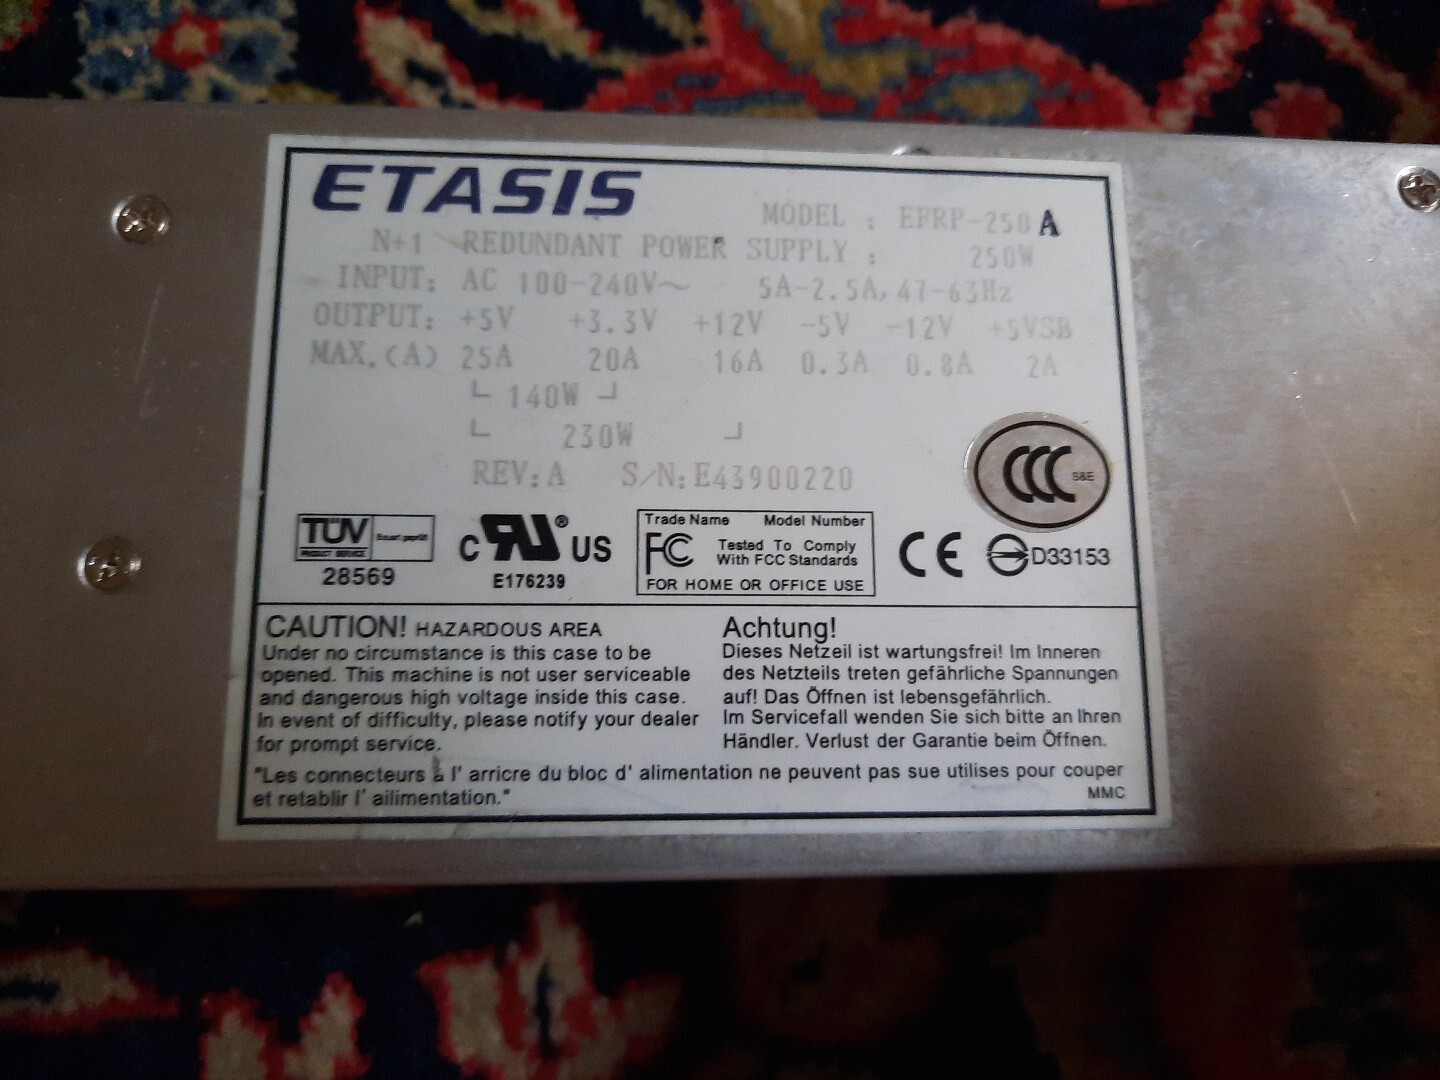 ETASIS
MODEL : EFRP-250A
N+1 REDUNDANT POWER SUPPLY : 250W
INPUT: AC 100-240V~ 5A-2.5A, 47-63Hz
OUTPUT: +5V +3.3V +12V -5V -12V +5VSB
MAX.(A) 25A 20A 16A 0.3A 0.8A 2A
140W
230W
REV:A S/N:E43900220
CCC S&E
TÜV
PRODUCT SERVICE
28569
C RU ® US
E176239
Trade Name Model Number
FC Tested To Comply
With FCC Standards
FOR HOME OR OFFICE USE
CE
D33153
CAUTION! HAZARDOUS AREA
Under no circumstance is this case to be
opened. This machine is not user serviceable
and dangerous high voltage inside this case.
In event of difficulty, please notify your dealer
for prompt service.
Achtung!
Dieses Netzeil ist wartungsfrei! Im Inneren
des Netzteils treten gefährliche Spannungen
auf! Das Öffnen ist lebensgefährlich.
Im Servicefall wenden Sie sich bitte an Ihren
Händler. Verlust der Garantie beim Öffnen.
"Les connecteurs à l' arricre du bloc d' alimentation ne peuvent pas sue utilises pour couper
et retablir l' ailimentation."
MMC